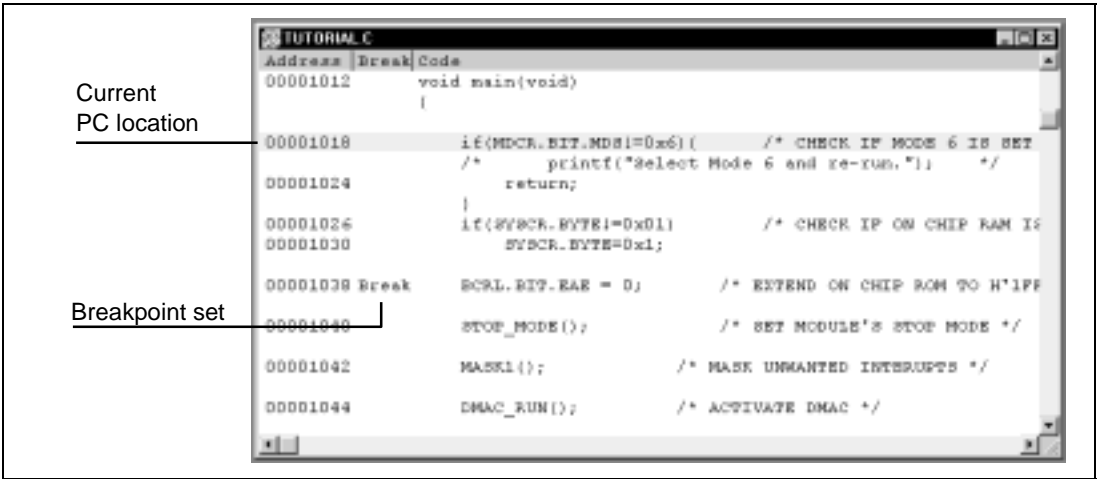 TUTORIAL.C
Address Break Code
00001012 void main(void)
{
Current
PC location
00001018 if(MDCR.BIT.MDS!=0x6){ /* CHECK IF MODE 6 IS SET
/* printf("Select Mode 6 and re-run."); */
00001024 return;
}
00001026 if(SYSCR.BYTE!=0x01) /* CHECK IF ON CHIP RAM IS
00001030 SYSCR.BYTE=0x1;
00001038 Break BCRL.BIT.EAE = 0; /* EXTEND ON CHIP ROM TO H'1FF
Breakpoint set
00001040 STOP_MODE(); /* SET MODULE'S STOP MODE */
00001042 MASK1(); /* MASK UNWANTED INTERUPTS */
00001044 DMAC_RUN(); /* ACTIVATE DMAC */